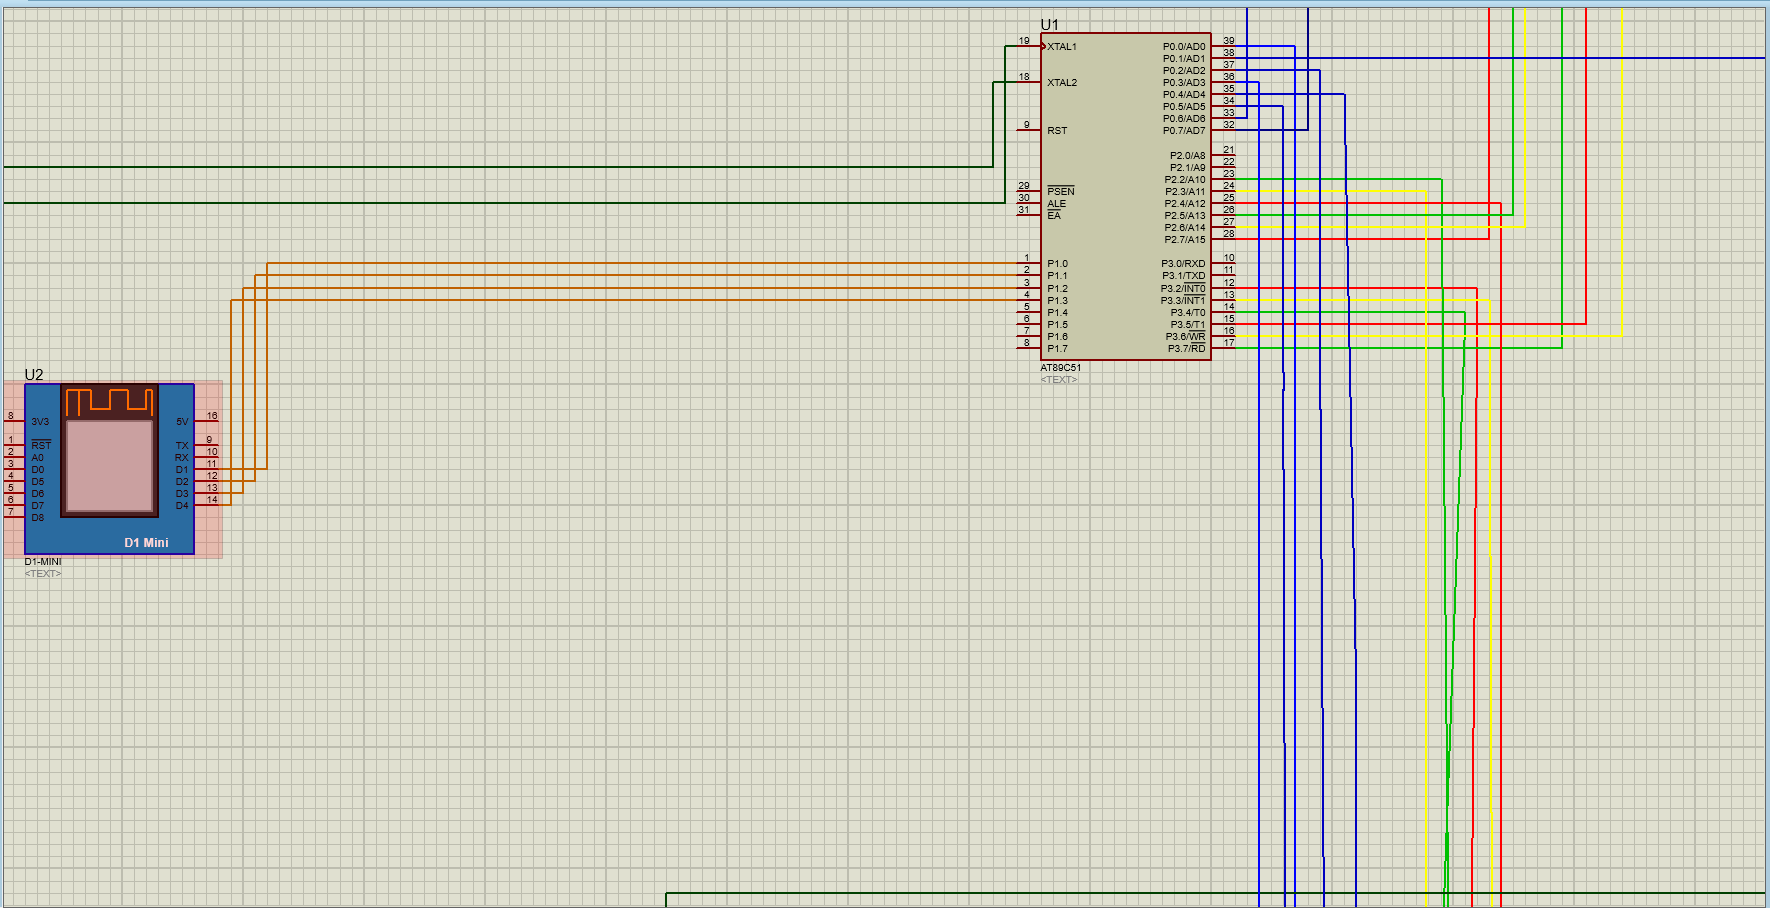 U1
19 XTAL1 P0.0/AD0 39
P0.1/AD1 38
P0.2/AD2 37
18 XTAL2 P0.3/AD3 36
P0.4/AD4 35
P0.5/AD5 34
P0.6/AD6 33
9 RST P0.7/AD7 32
P2.0/A8 21
P2.1/A9 22
P2.2/A10 23
29 PSEN P2.3/A11 24
30 ALE P2.4/A12 25
31 EA P2.5/A13 26
P2.6/A14 27
P2.7/A15 28
1 P1.0 P3.0/RXD 10
2 P1.1 P3.1/TXD 11
3 P1.2 P3.2/INT0 12
4 P1.3 P3.3/INT1 13
5 P1.4 P3.4/T0 14
6 P1.5 P3.5/T1 15
7 P1.6 P3.6/WR 16
8 P1.7 P3.7/RD 17
AT89C51
<TEXT>
U2
8 3V3 5V 16
1 RST TX 9
2 A0 RX 10
3 D0 D1 11
4 D5 D2 12
5 D6 D3 13
6 D7 D4 14
7 D8
D1 Mini
D1-MINI
<TEXT>